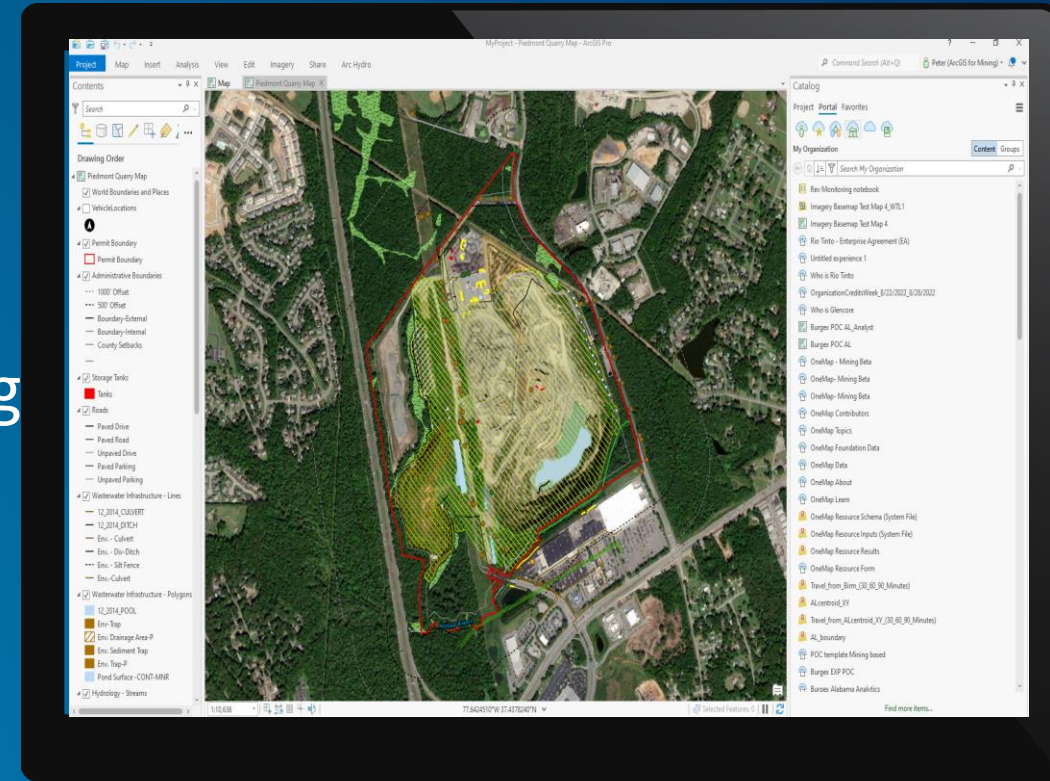 g
MyProject - Piedmont Quarry Map - ArcGIS Pro
? X
Project Map Insert Analysis View Edit Imagery Share Arc Hydro
Command Search (Alt+Q)
Peter (ArcGIS for Mining)
Contents
Search
Drawing Order
Piedmont Quarry Map
World Boundaries and Places
VehicleLocations
Permit Boundary
Permit Boundary
Administrative Boundaries
1000' Offset
500' Offset
Boundary-External
Boundary-Internal
County Setbacks
Storage Tanks
Tanks
Roads
Paved Drive
Paved Road
Unpaved Drive
Paved Parking
Unpaved Parking
Wastewater Infrastructure - Lines
12_2014_CULVERT
12_2014_DITCH
Env. - Culvert
Env. - Div-Ditch
Env. - Silt Fence
Env.-Culvert
Wastewater Infrastructure - Polygons
12_2014_POOL
Env-Trap
Env. Drainage Area-P
Env. Sediment Trap
Env. Trap-P
Pond Surface -CONT-MNR
Hydrology - Streams
Map Piedmont Quarry Map
1:10,636
77.6424510°W 37.4378240°N
Selected Features: 0
Catalog
Project Portal Favorites
My Organization
Content Groups
Search My Organization
Rev Monitoring notebook
Imagery Basemap Test Map 4_WTL1
Imagery Basemap Test Map 4
Rio Tinto - Enterprise Agreement (EA)
Untitled experience 1
Who is Rio Tinto
OrganizationCreditsWeek_8/22/2022_8/28/2022
Who is Glencore
Burgex POC AL_Analyst
Burgex POC AL
OneMap - Mining Beta
OneMap- Mining Beta
OneMap- Mining Beta
OneMap Contributors
OneMap Topics
OneMap Foundation Data
OneMap Data
OneMap About
OneMap Learn
OneMap Resource Schema (System File)
OneMap Resource Inputs (System File)
OneMap Resource Results
OneMap Resource Form
Travel_from_Birm_(30_60_90_Minutes)
ALcentroid_XY
Travel_from_ALcentroid_XY_(30_60_90_Minutes)
AL_boundary
POC template Mining based
Burgex EXP POC
Burgex Alabama Analytics
Find more items...